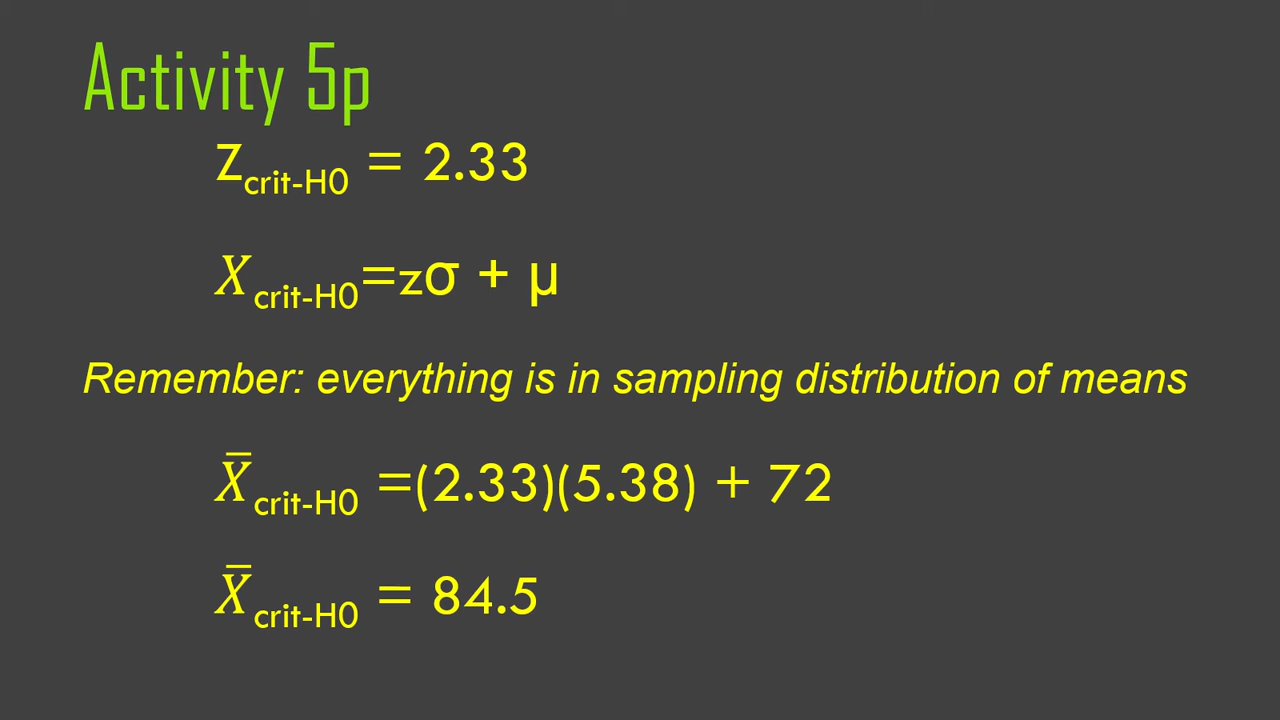 Activity 5p
zcrit-H0 = 2.33
Xcrit-H0=zσ + μ
Remember: everything is in sampling distribution of means
X̄crit-H0 =(2.33)(5.38) + 72
X̄crit-H0 = 84.5